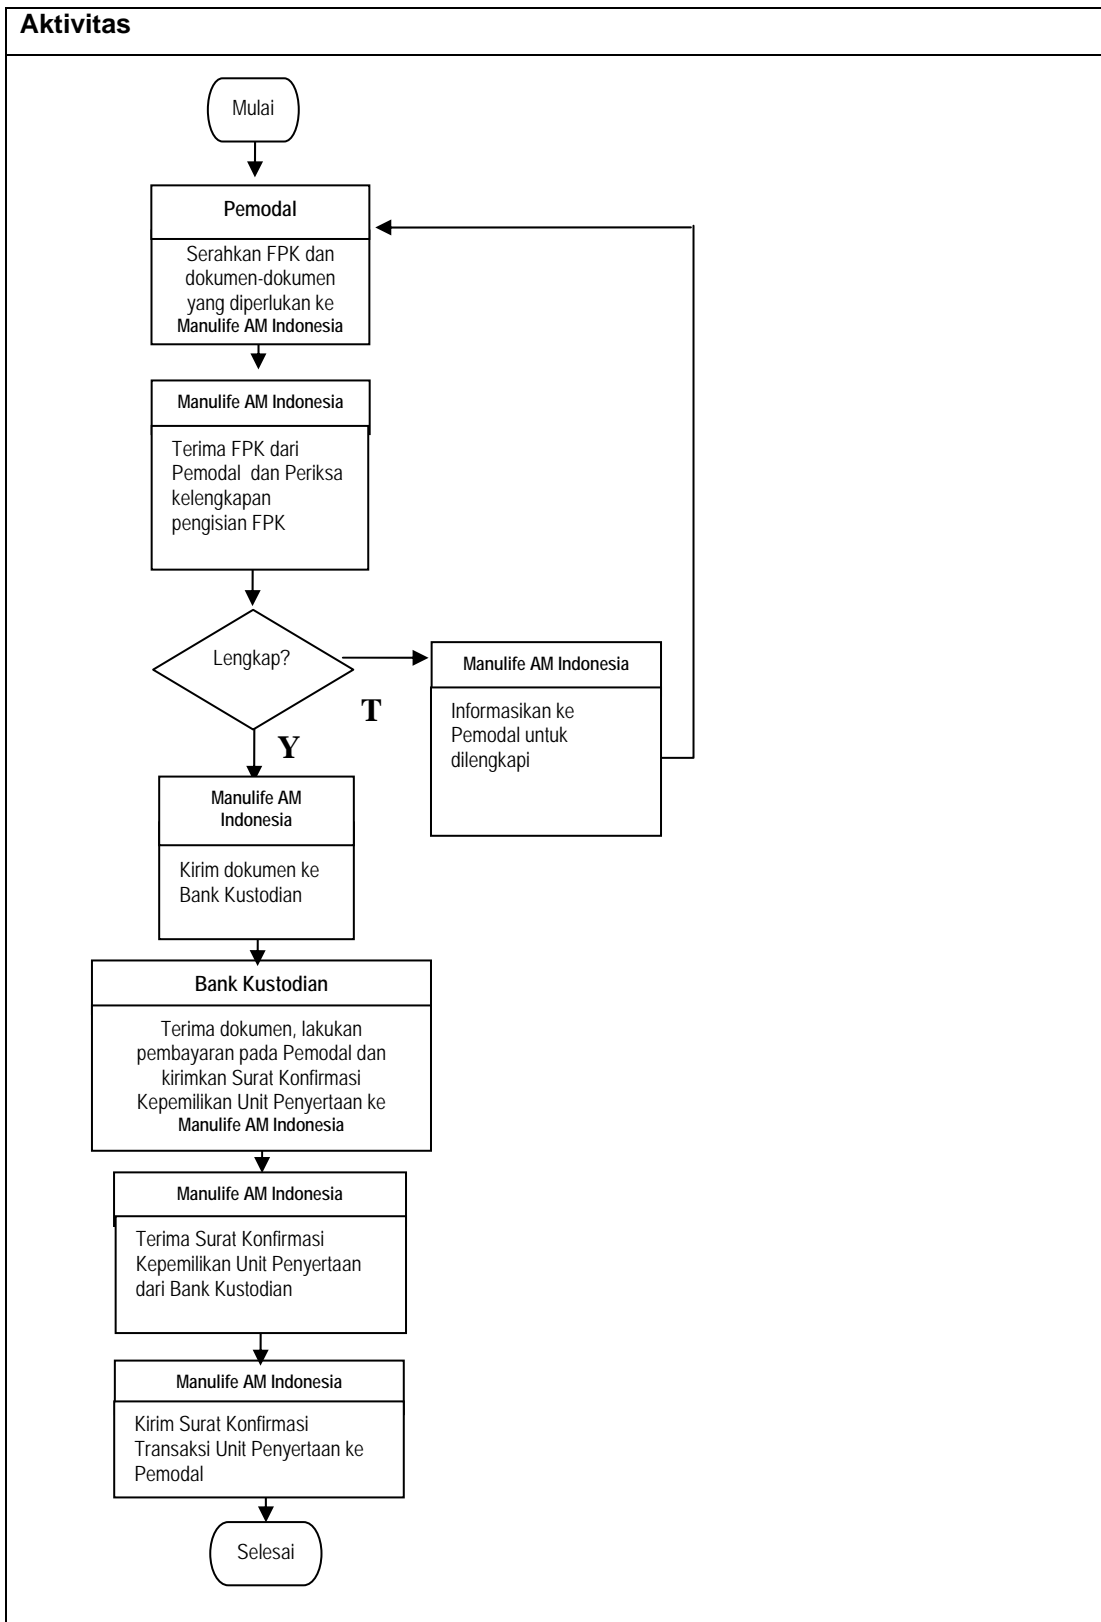 Aktivitas
Mulai
Pemodal
Serahkan FPK dan
dokumen-dokumen
yang diperlukan ke
Manulife AM Indonesia
Manulife AM Indonesia
Terima FPK dari
Pemodal dan Periksa
kelengkapan
pengisian FPK
Lengkap?
T
Manulife AM Indonesia
Informasikan ke
Pemodal untuk
dilengkapi
Y
Manulife AM
Indonesia
Kirim dokumen ke
Bank Kustodian
Bank Kustodian
Terima dokumen, lakukan
pembayaran pada Pemodal dan
kirimkan Surat Konfirmasi
Kepemilikan Unit Penyertaan ke
Manulife AM Indonesia
Manulife AM Indonesia
Terima Surat Konfirmasi
Kepemilikan Unit Penyertaan
dari Bank Kustodian
Manulife AM Indonesia
Kirim Surat Konfirmasi
Transaksi Unit Penyertaan ke
Pemodal
Selesai